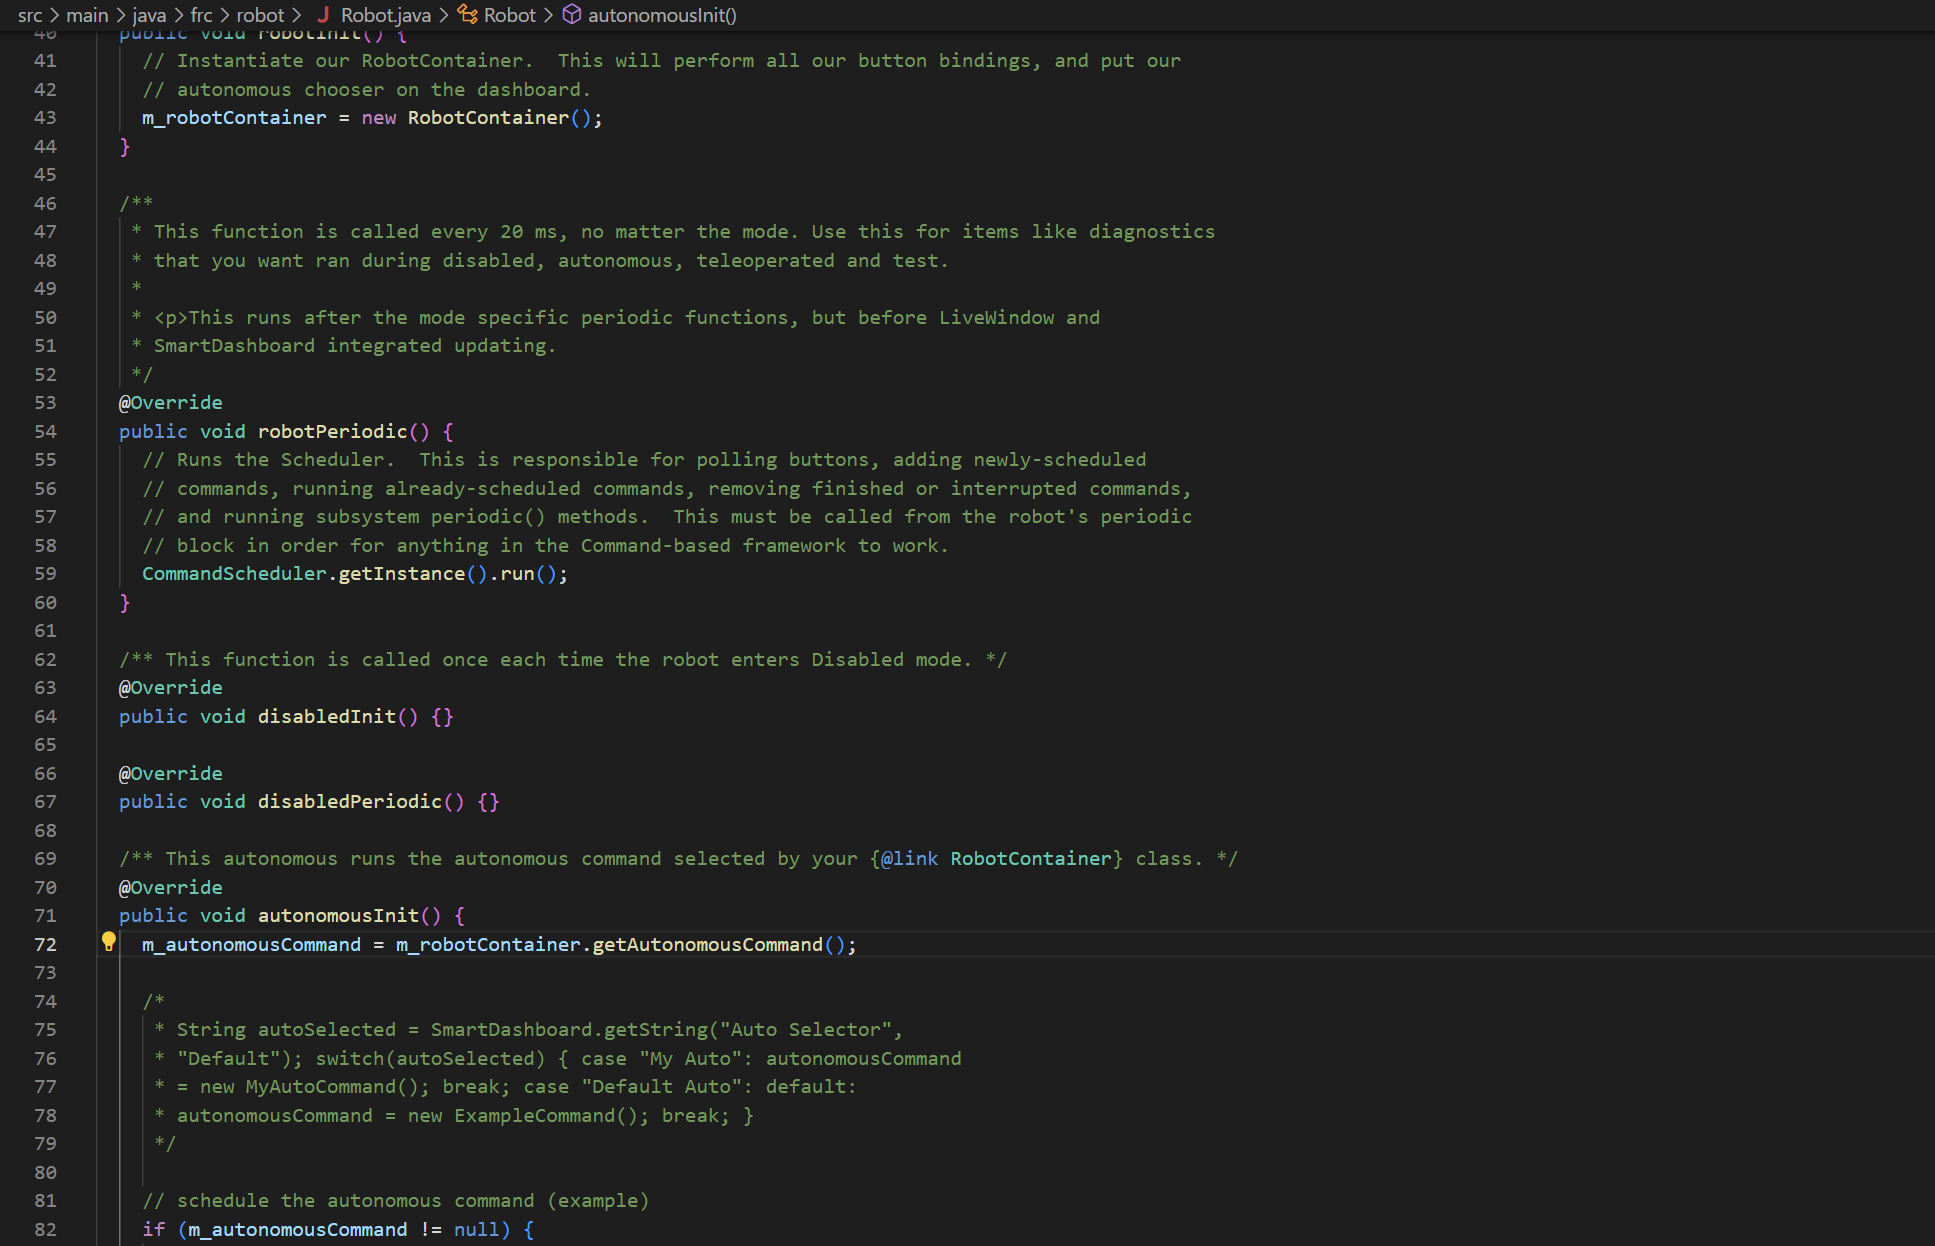 src > main > java > frc > robot > J Robot.java > Robot > autonomousInit()
40 public void robotInit() {
41 // Instantiate our RobotContainer.  This will perform all our button bindings, and put our
42 // autonomous chooser on the dashboard.
43 m_robotContainer = new RobotContainer();
44 }
45
46 /**
47 * This function is called every 20 ms, no matter the mode. Use this for items like diagnostics
48 * that you want ran during disabled, autonomous, teleoperated and test.
49 *
50 * <p>This runs after the mode specific periodic functions, but before LiveWindow and
51 * SmartDashboard integrated updating.
52 */
53 @Override
54 public void robotPeriodic() {
55 // Runs the Scheduler.  This is responsible for polling buttons, adding newly-scheduled
56 // commands, running already-scheduled commands, removing finished or interrupted commands,
57 // and running subsystem periodic() methods.  This must be called from the robot's periodic
58 // block in order for anything in the Command-based framework to work.
59 CommandScheduler.getInstance().run();
60 }
61
62 /** This function is called once each time the robot enters Disabled mode. */
63 @Override
64 public void disabledInit() {}
65
66 @Override
67 public void disabledPeriodic() {}
68
69 /** This autonomous runs the autonomous command selected by your {@link RobotContainer} class. */
70 @Override
71 public void autonomousInit() {
72 m_autonomousCommand = m_robotContainer.getAutonomousCommand();
73
74 /*
75 * String autoSelected = SmartDashboard.getString("Auto Selector",
76 * "Default"); switch(autoSelected) { case "My Auto": autonomousCommand
77 * = new MyAutoCommand(); break; case "Default Auto": default:
78 * autonomousCommand = new ExampleCommand(); break; }
79 */
80
81 // schedule the autonomous command (example)
82 if (m_autonomousCommand != null) {